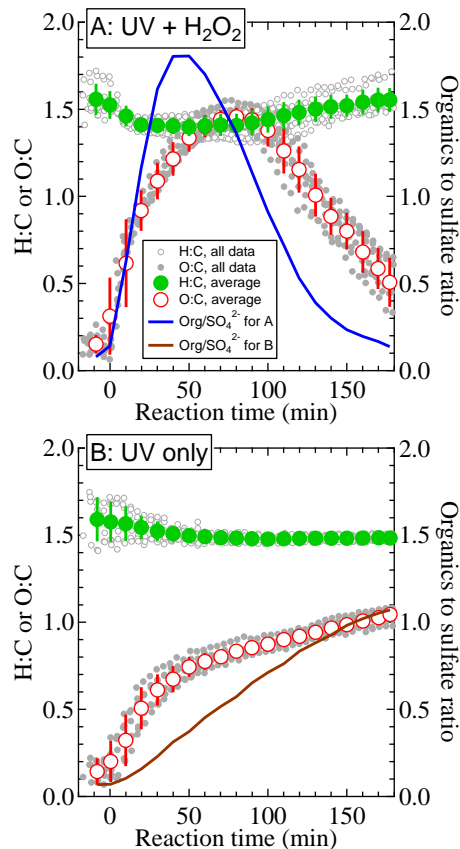 A: UV + H₂O₂
2.0
1.5
1.0
0.5
0.0
H:C or O:C
2.0
1.5
1.0
0.5
0.0
Organics to sulfate ratio
H:C, all data
O:C, all data
H:C, average
O:C, average
Org/SO₄²⁻ for A
Org/SO₄²⁻ for B
0 50 100 150
Reaction time (min)
B: UV only
2.0
1.5
1.0
0.5
0.0
H:C or O:C
2.0
1.5
1.0
0.5
0.0
Organics to sulfate ratio
0 50 100 150
Reaction time (min)